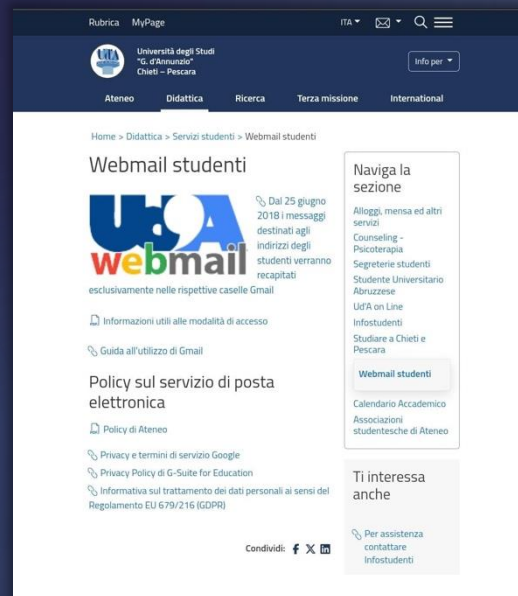 Rubrica MyPage ITA
UdA
Università degli Studi
"G. d'Annunzio"
Chieti – Pescara
Info per
Ateneo Didattica Ricerca Terza missione International
Home > Didattica > Servizi studenti > Webmail studenti
Webmail studenti
UdA
webmail
Dal 25 giugno
2018 i messaggi
destinati agli
indirizzi degli
studenti verranno
recapitati
esclusivamente nelle rispettive caselle Gmail
Informazioni utili alle modalità di accesso
Guida all'utilizzo di Gmail
Policy sul servizio di posta
elettronica
Policy di Ateneo
Privacy e termini di servizio Google
Privacy Policy di G-Suite for Education
Informativa sul trattamento dei dati personali ai sensi del
Regolamento EU 679/216 (GDPR)
Condividi:
Naviga la
sezione
Alloggi, mensa ed altri
servizi
Counseling -
Psicoterapia
Segreterie studenti
Studente Universitario
Abruzzese
Ud'A on Line
Infostudenti
Studiare a Chieti e
Pescara
Webmail studenti
Calendario Accademico
Associazioni
studentesche di Ateneo
Ti interessa
anche
Per assistenza
contattare
Infostudenti